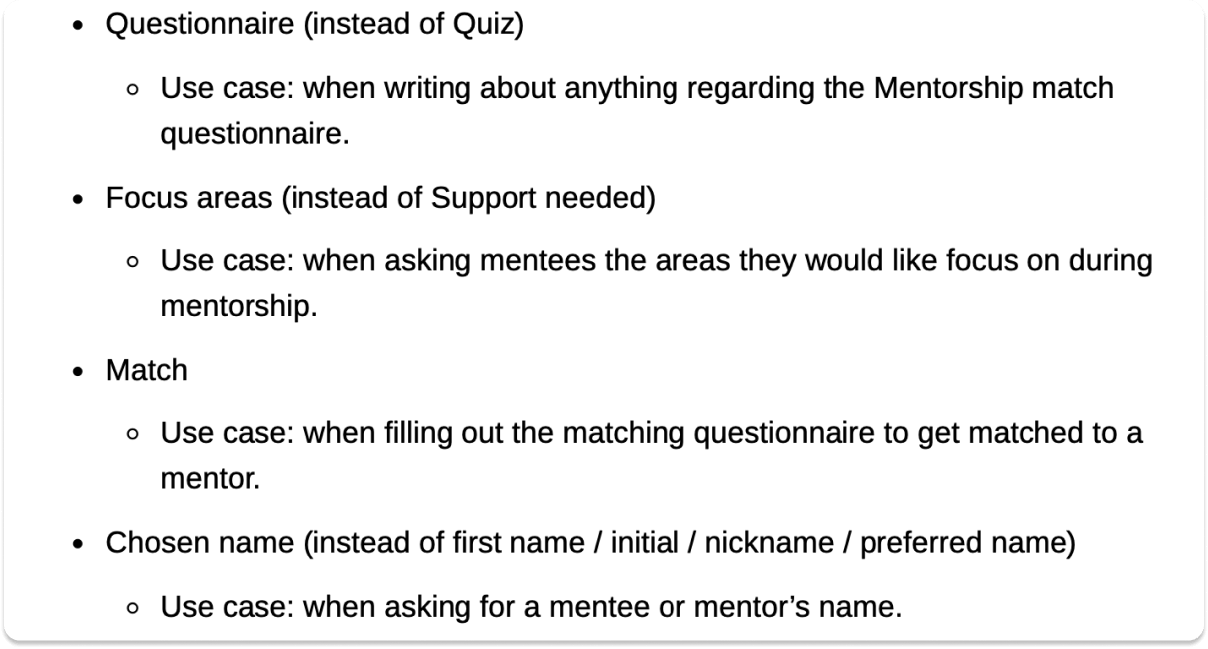 • Questionnaire (instead of Quiz)
◦ Use case: when writing about anything regarding the Mentorship match
questionnaire.
• Focus areas (instead of Support needed)
◦ Use case: when asking mentees the areas they would like focus on during
mentorship.
• Match
◦ Use case: when filling out the matching questionnaire to get matched to a
mentor.
• Chosen name (instead of first name / initial / nickname / preferred name)
◦ Use case: when asking for a mentee or mentor’s name.